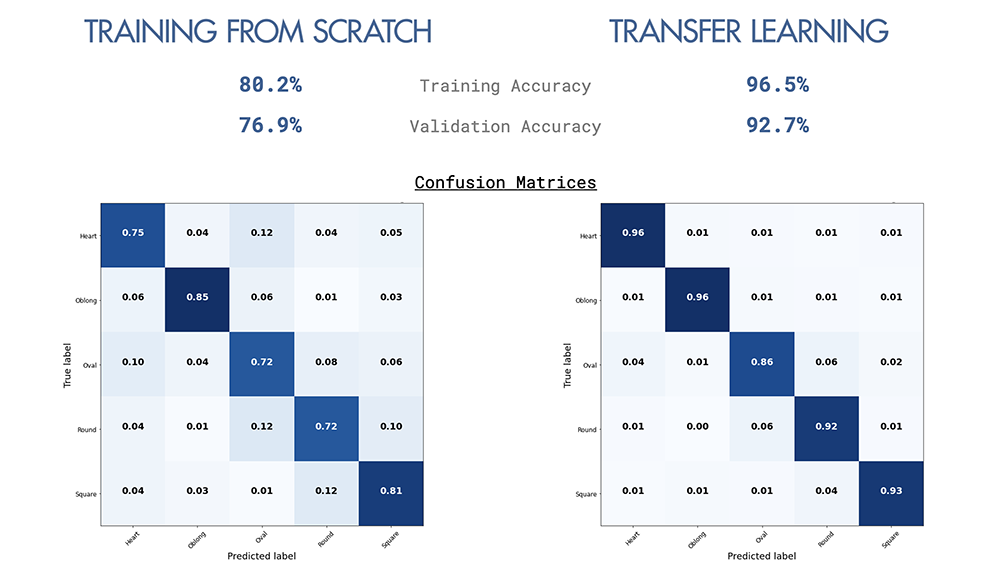 TRAINING FROM SCRATCH
TRANSFER LEARNING
80.2% Training Accuracy 96.5%
76.9% Validation Accuracy 92.7%
Confusion Matrices
True label
Heart 0.75 0.04 0.12 0.04 0.05
Oblong 0.06 0.85 0.06 0.01 0.03
Oval 0.10 0.04 0.72 0.08 0.06
Round 0.04 0.01 0.12 0.72 0.10
Square 0.04 0.03 0.01 0.12 0.81
Heart Oblong Oval Round Square
Predicted label
True label
Heart 0.96 0.01 0.01 0.01 0.01
Oblong 0.01 0.96 0.01 0.01 0.01
Oval 0.04 0.01 0.86 0.06 0.02
Round 0.01 0.00 0.06 0.92 0.01
Square 0.01 0.01 0.01 0.04 0.93
Heart Oblong Oval Round Square
Predicted label